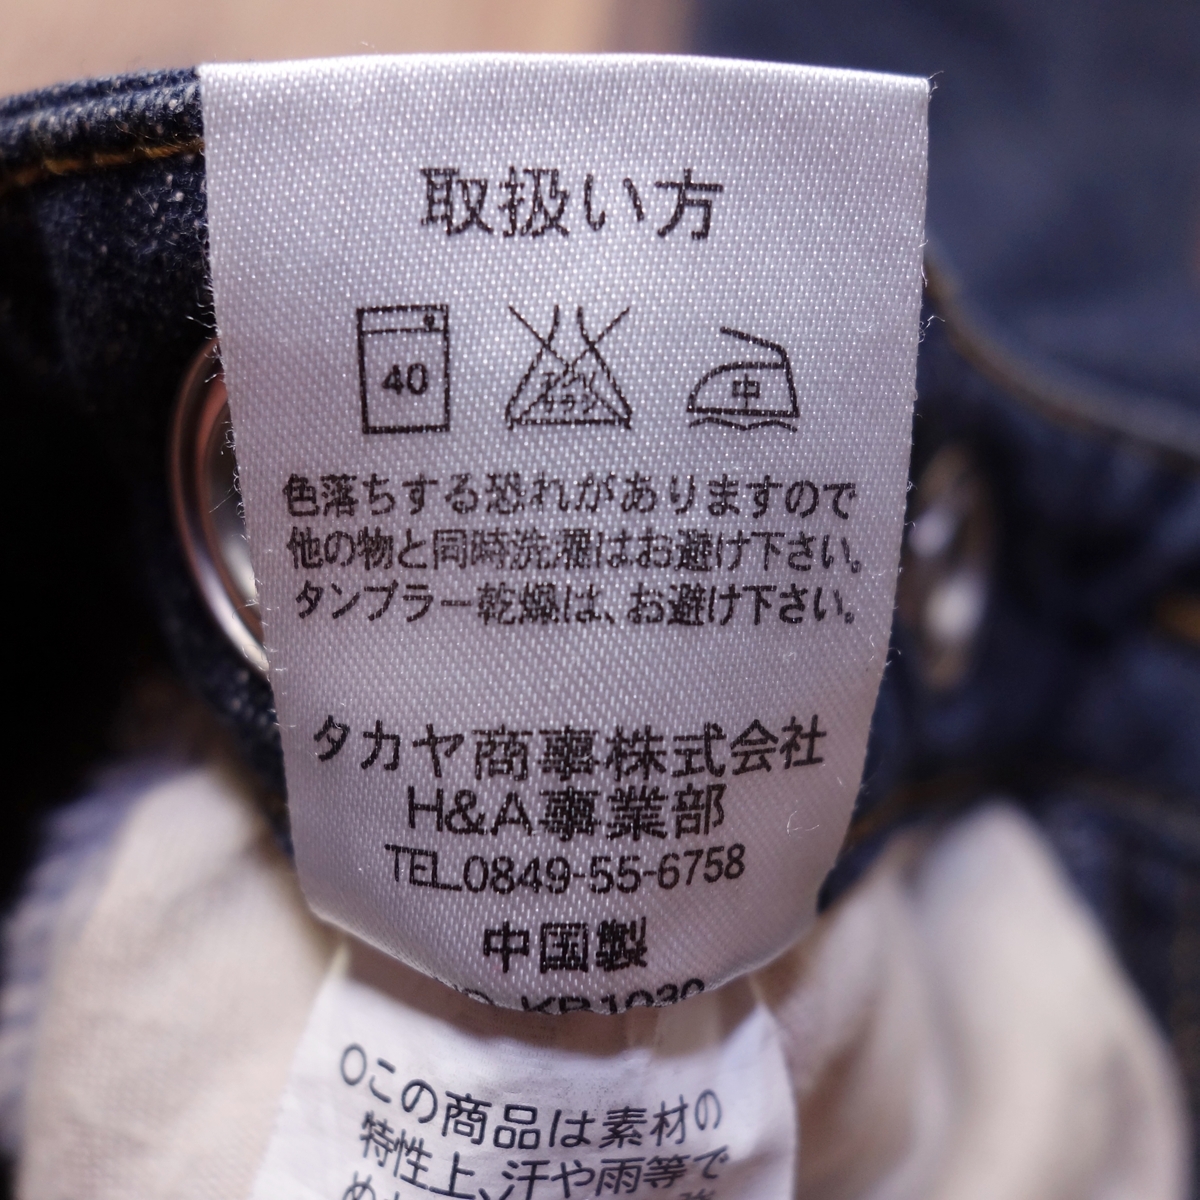 取扱い方
40
中
色落ちする恐れがありますので
他の物と同時洗濯はお避け下さい。
タンブラー乾燥は、お避け下さい。
タカヤ商事株式会社
H&A事業部
TEL.0849-55-6758
中国製
KB1030
○この商品は素材の
特性上、汗や雨等で